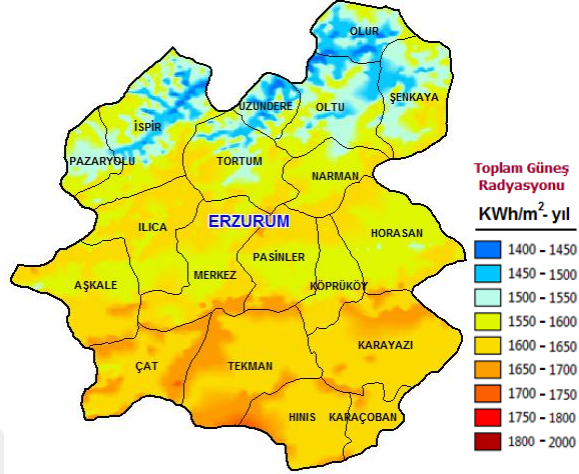 OLUR
ŞENKAYA
UZUNDERE
OLTU
İSPİR
PAZARYOLU
TORTUM
NARMAN
ERZURUM
ILICA
HORASAN
PASİNLER
MERKEZ
AŞKALE
KÖPRÜKÖY
KARAYAZI
ÇAT
TEKMAN
HINIS
KARAÇOBAN
Toplam Güneş
Radyasyonu
KWh/m²- yıl
1400 - 1450
1450 - 1500
1500 - 1550
1550 - 1600
1600 - 1650
1650 - 1700
1700 - 1750
1750 - 1800
1800 - 2000